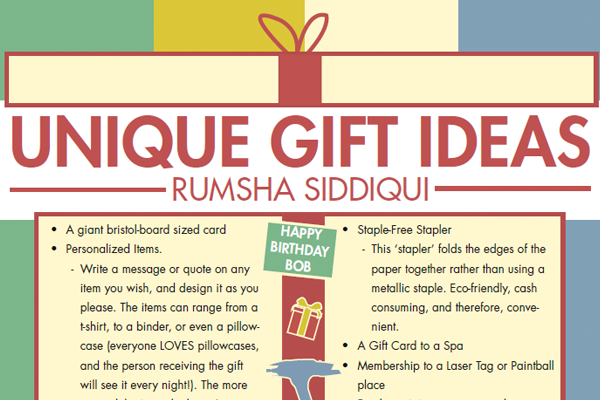 UNIQUE GIFT IDEAS
RUMSHA SIDDIQUI
• A giant bristol-board sized card
• Personalized Items.
- Write a message or quote on any
item you wish, and design it as you
please. The items can range from a
t-shirt, to a binder, or even a pillow-
case (everyone LOVES pillowcases,
and the person receiving the gift
will see it every night!). The more
HAPPY
BIRTHDAY
BOB
• Staple-Free Stapler
- This ‘stapler’ folds the edges of the
paper together rather than using a
metallic staple. Eco-friendly, cash
consuming, and therefore, conve-
nient.
• A Gift Card to a Spa
• Membership to a Laser Tag or Paintball
place